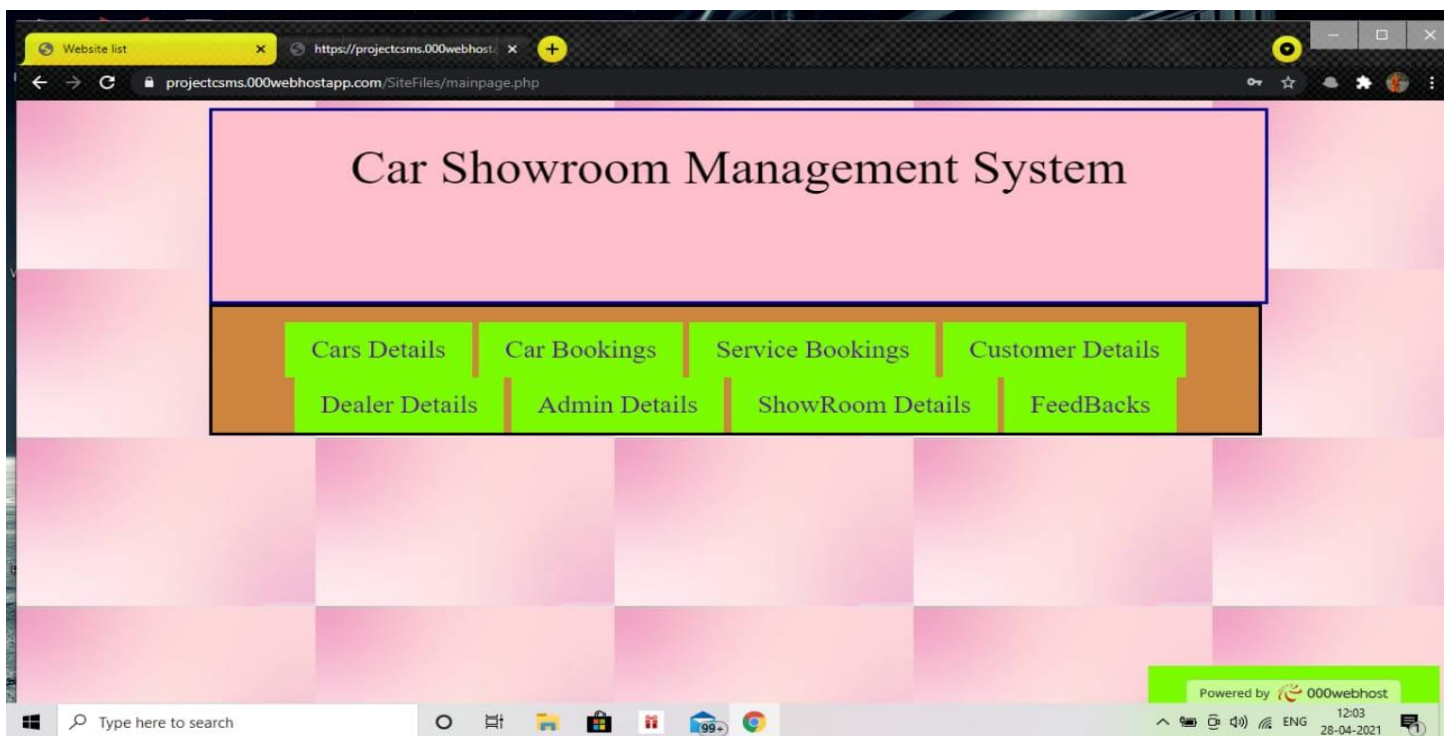 Website list
https://projectcsms.000webhost
projectcsms.000webhostapp.com/SiteFiles/mainpage.php
Car Showroom Management System
Cars Details Car Bookings Service Bookings Customer Details
Dealer Details Admin Details ShowRoom Details FeedBacks
Powered by 000webhost
Type here to search
99+
ENG
12:03
28-04-2021
1